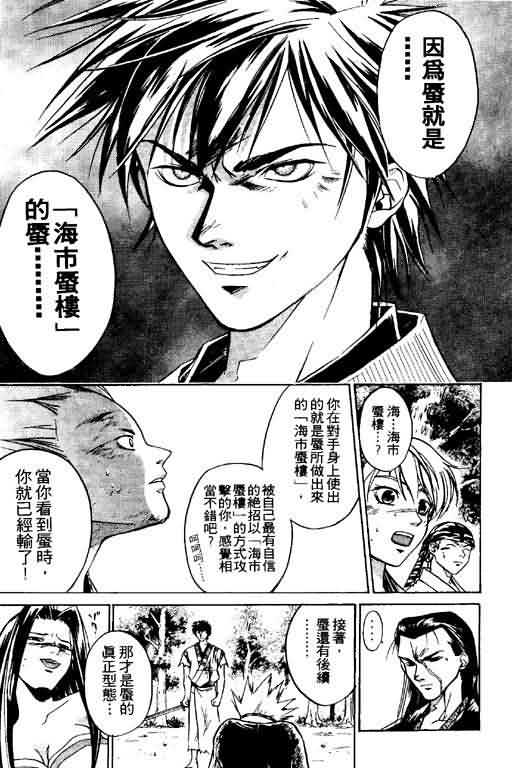 因爲蜃就是
⋯⋯
「海市蜃樓」
的蜃⋯⋯⋯
海⋯海市
蜃樓⋯?
你在對手身上使出
的就是蜃所做出來
的「海市蜃樓」，
被自己最有自信
的絕招以「海市
蜃樓」的方式攻
擊的你，感覺相
當不錯吧？
呵呵呵⋯
當你看到蜃時，
你就已經輸了！
⋯⋯
接著，
蜃還有後續
那才是蜃的
眞正型態⋯